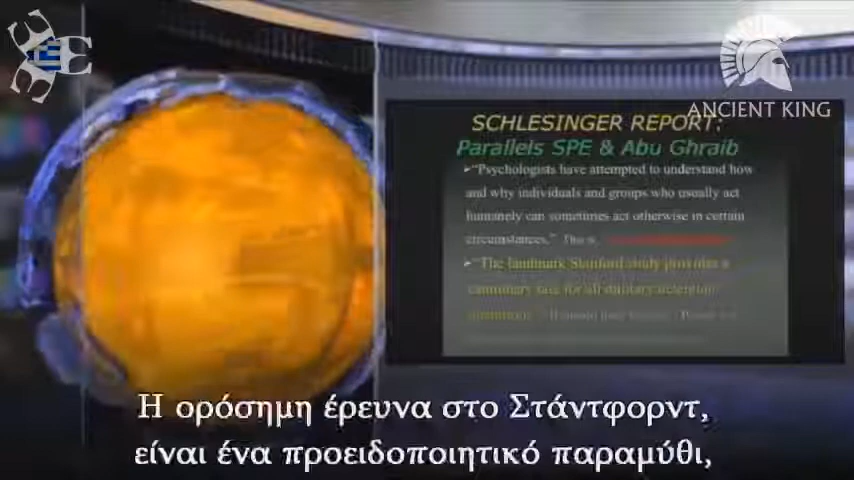 ANCIENT KING
SCHLESINGER REPORT:
Parallels SPE & Abu Ghraib
➢"Psychologists have attempted to understand how
and why individuals and groups who usually act
humanely can sometimes act otherwise in certain
circumstances." This is
➢"The landmark Stanford study provides a
cautionary tale for all military detention
Η ορόσημη έρευνα στο Στάντφορντ,
είναι ένα προειδοποιητικό παραμύθι,